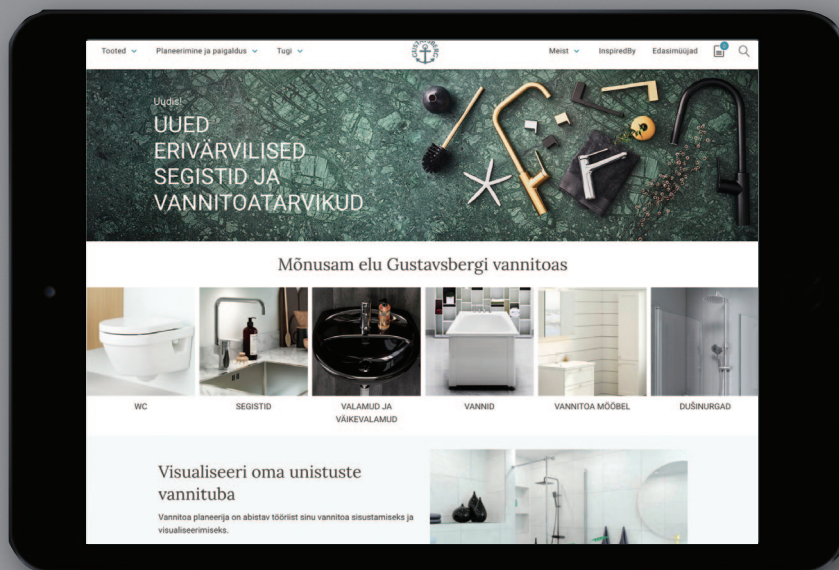 Tooted
Planeerimine ja paigaldus
Tugi
GUSTAVSBERG
Meist
InspiredBy
Edasimüüjad
0
Uudis!
UUED
ERIVÄRVILISED
SEGISTID JA
VANNITOATARVIKUD
Mõnusam elu Gustavsbergi vannitoas
WC
SEGISTID
VALAMUD JA
VÄIKEVALAMUD
VANNID
VANNITOA MÖÖBEL
DUŠINURGAD
Visualiseeri oma unistuste
vannituba
Vannitoa planeerija on abistav tööriist sinu vannitoa sisustamiseks ja
visualiseerimiseks.